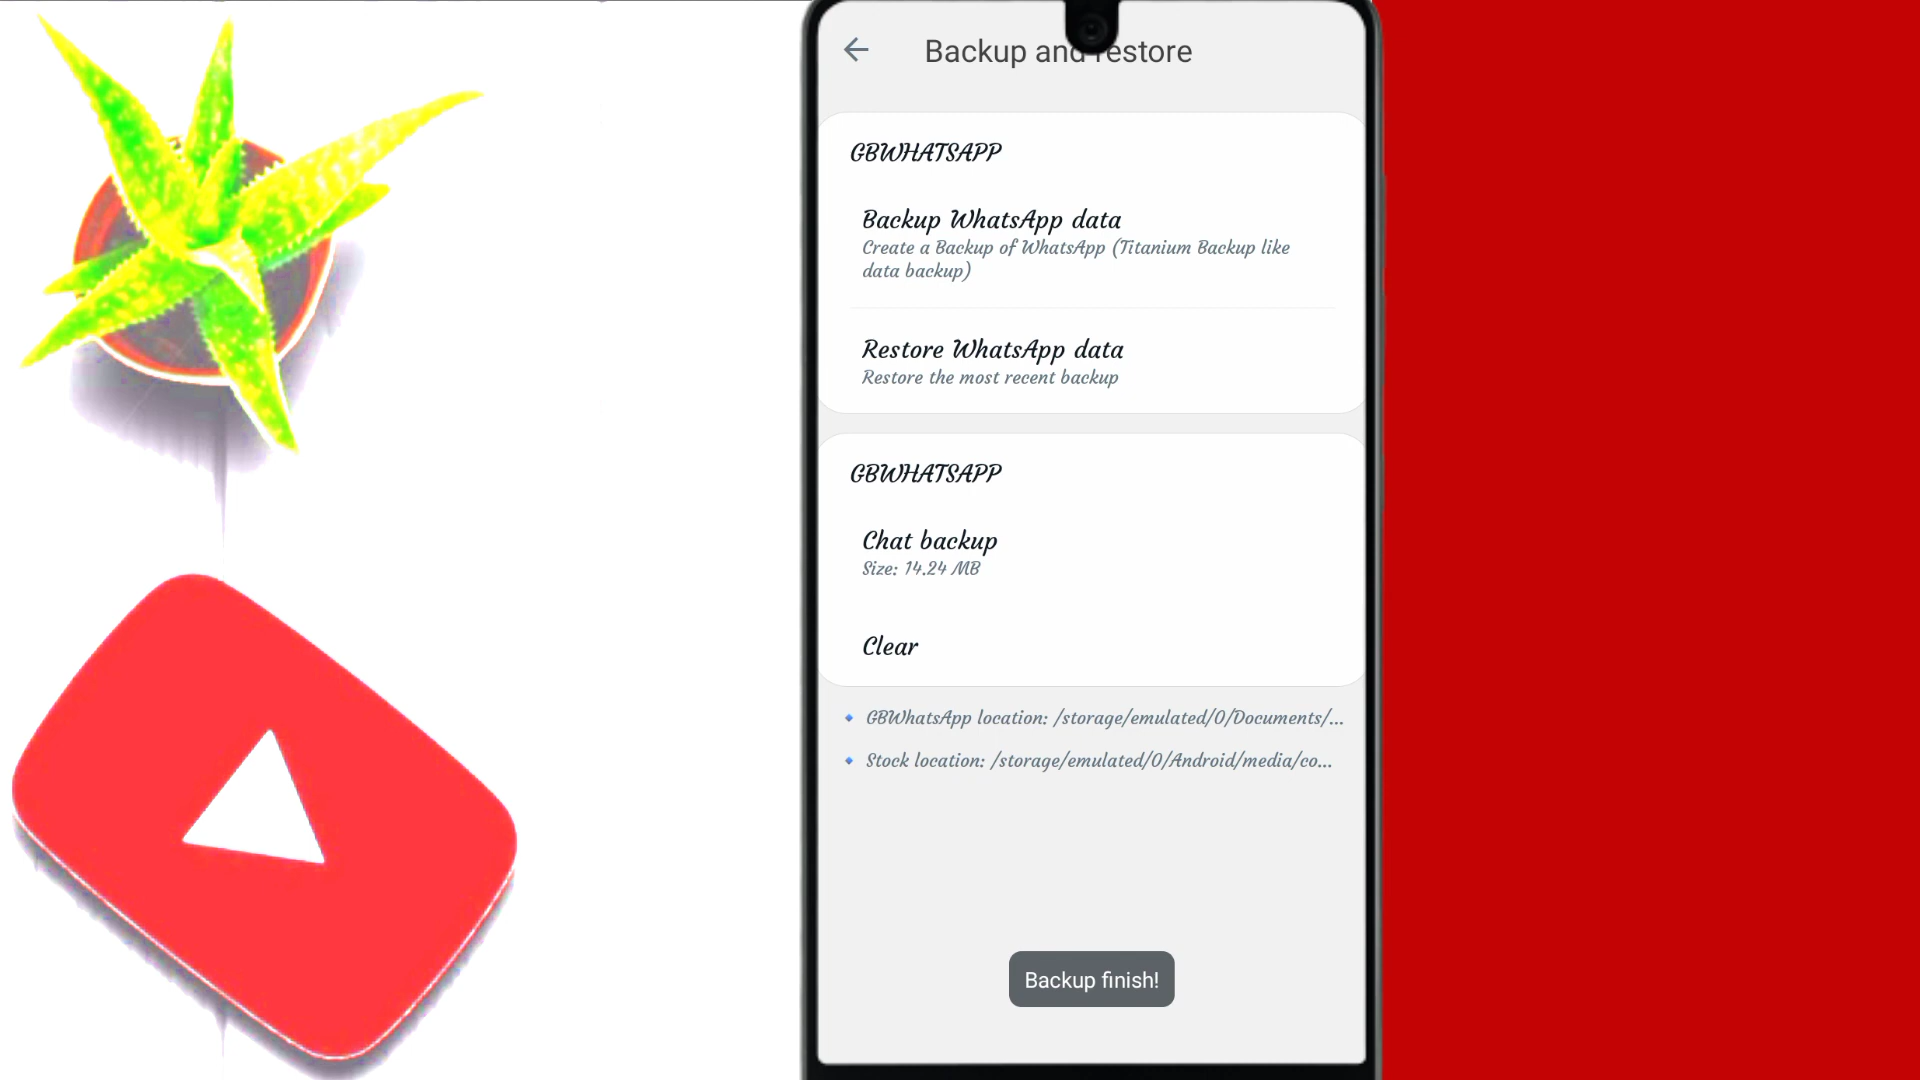 Backup and restore
GBWHATSAPP
Backup WhatsApp data
Create a Backup of WhatsApp (Titanium Backup like
data backup)
Restore WhatsApp data
Restore the most recent backup
GBWHATSAPP
Chat backup
Size: 14.24 MB
Clear
GBWhatsApp location: /storage/emulated/0/Documents/...
Stock location: /storage/emulated/0/Android/media/co...
Backup finish!